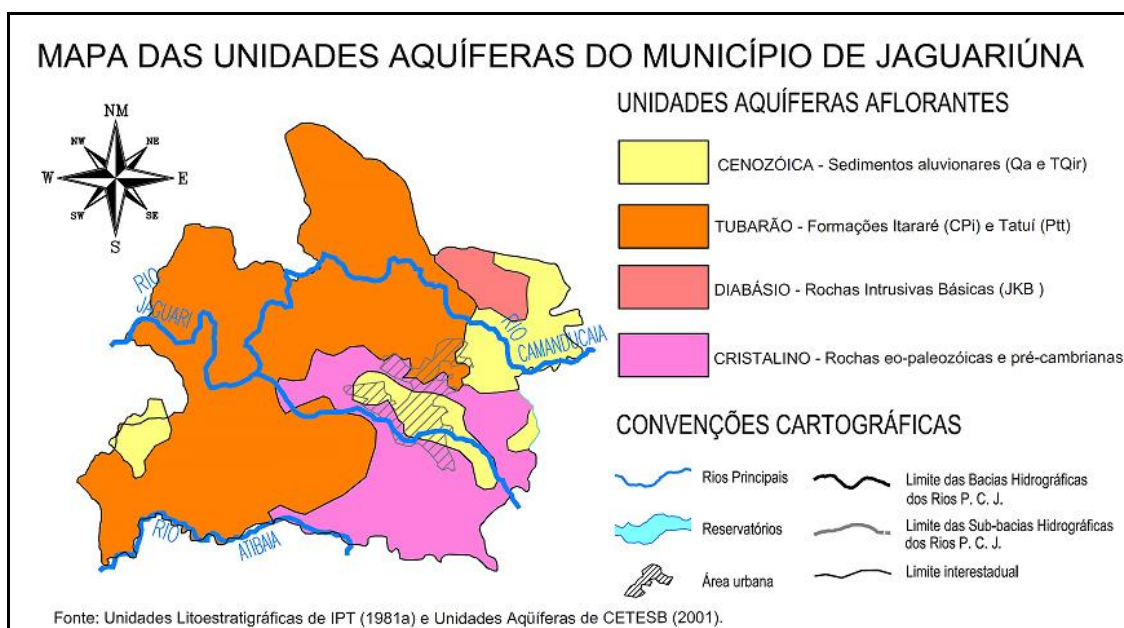 MAPA DAS UNIDADES AQUÍFERAS DO MUNICÍPIO DE JAGUARIÚNA
NM
NW
NE
W
E
SW
SE
S
RIO
JAGUARI
RIO
CAMANDUCAIA
RIO
ATIBAIA
UNIDADES AQUÍFERAS AFLORANTES
CENOZÓICA - Sedimentos aluvionares (Qa e TQir)
TUBARÃO - Formações Itararé (CPi) e Tatuí (Ptt)
DIABÁSIO - Rochas Intrusivas Básicas (JKB )
CRISTALINO - Rochas eo-paleozóicas e pré-cambrianas
CONVENÇÕES CARTOGRÁFICAS
Rios Principais
Reservatórios
Área urbana
Limite das Bacias Hidrográficas
dos Rios P. C. J.
Limite das Sub-bacias Hidrográficas
dos Rios P. C. J.
Limite interestadual
Fonte: Unidades Litoestratigráficas de IPT (1981a) e Unidades Aqüíferas de CETESB (2001).